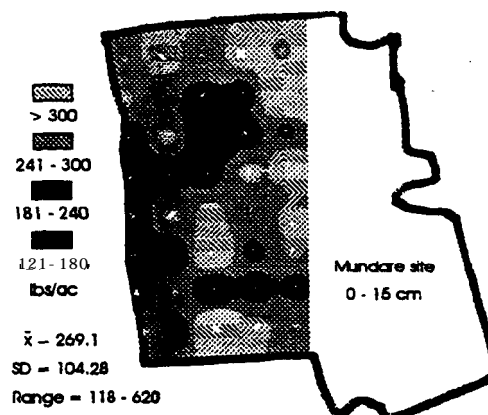 > 300
241 - 300
181 - 240
121 - 180
lbs/ac
x̄ = 269.1
SD = 104.28
Range = 118 - 620
Mundare site
0 - 15 cm